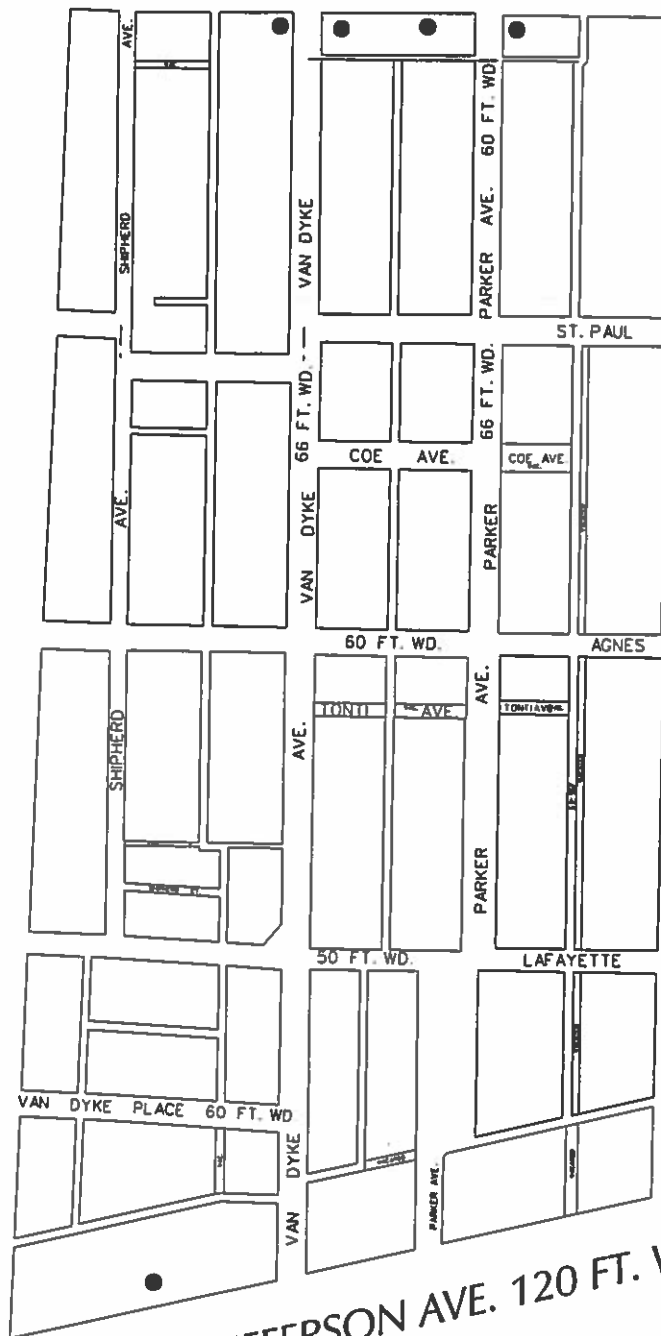 AVE.
SHIPHERD
VAN DYKE
PARKER AVE. 60 FT. WD.
ST. PAUL
66 FT. WD.
66 FT. WD.
COE AVE.
COE AVE.
AVE.
VAN DYKE
PARKER
60 FT. WD.
AGNES
SHIPHERD
AVE.
TONTI AVE.
AVE.
TONTI AVE.
PARKER
50 FT. WD.
LAFAYETTE
VAN DYKE PLACE 60 FT. WD
VAN DYKE
PARKER AVE.
FERSON AVE. 120 FT.